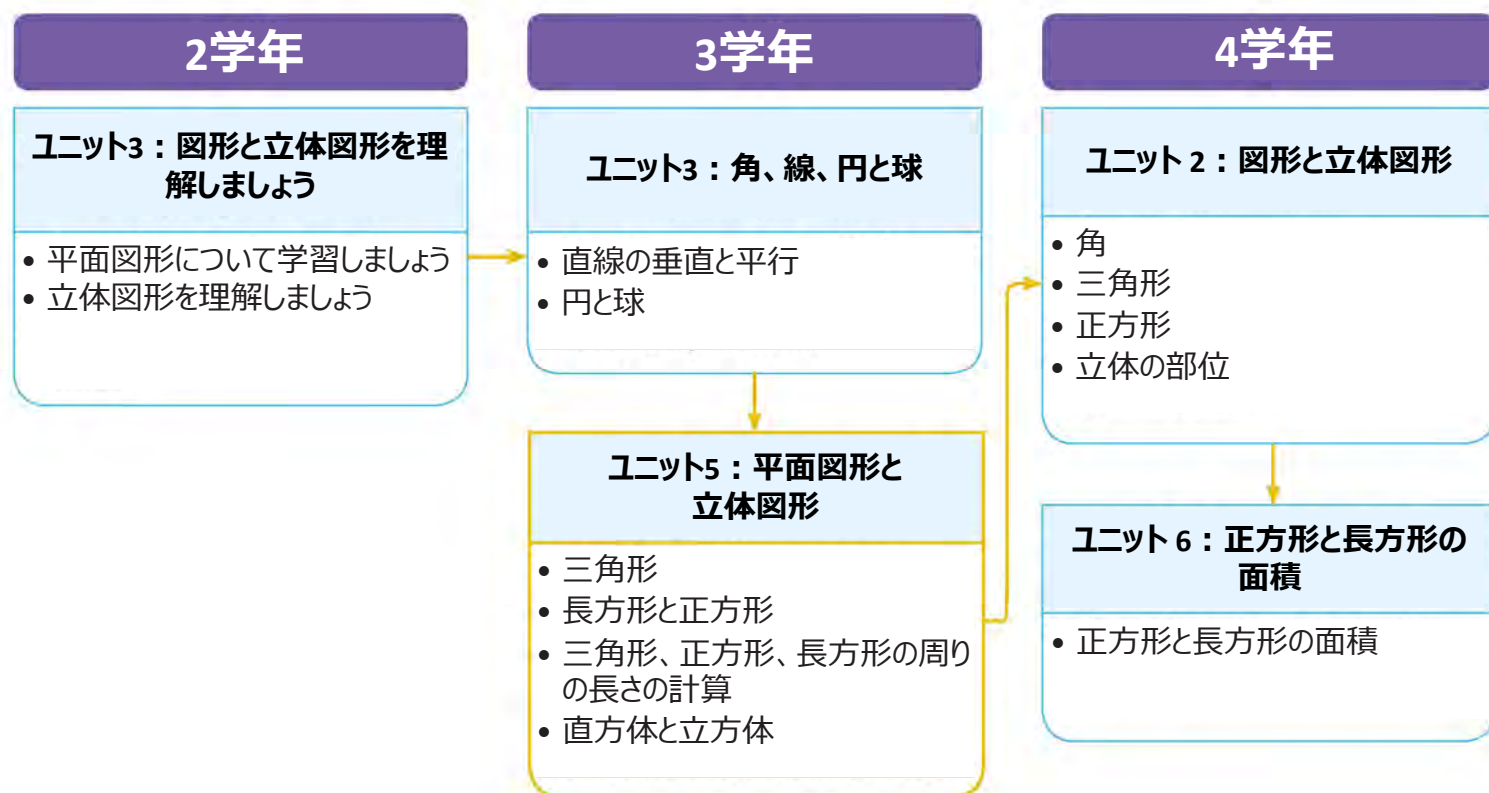 2学年
ユニット3：図形と立体図形を理
解しましょう
• 平面図形について学習しましょう
• 立体図形を理解しましょう
3学年
ユニット3：角、線、円と球
• 直線の垂直と平行
• 円と球
ユニット5：平面図形と
立体図形
• 三角形
• 長方形と正方形
• 三角形、正方形、長方形の周り
の長さの計算
• 直方体と立方体
4学年
ユニット 2：図形と立体図形
• 角
• 三角形
• 正方形
• 立体の部位
ユニット 6：正方形と長方形の
面積
• 正方形と長方形の面積